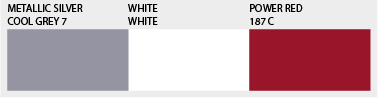 METALLIC SILVER
COOL GREY 7
WHITE
WHITE
POWER RED
187 C